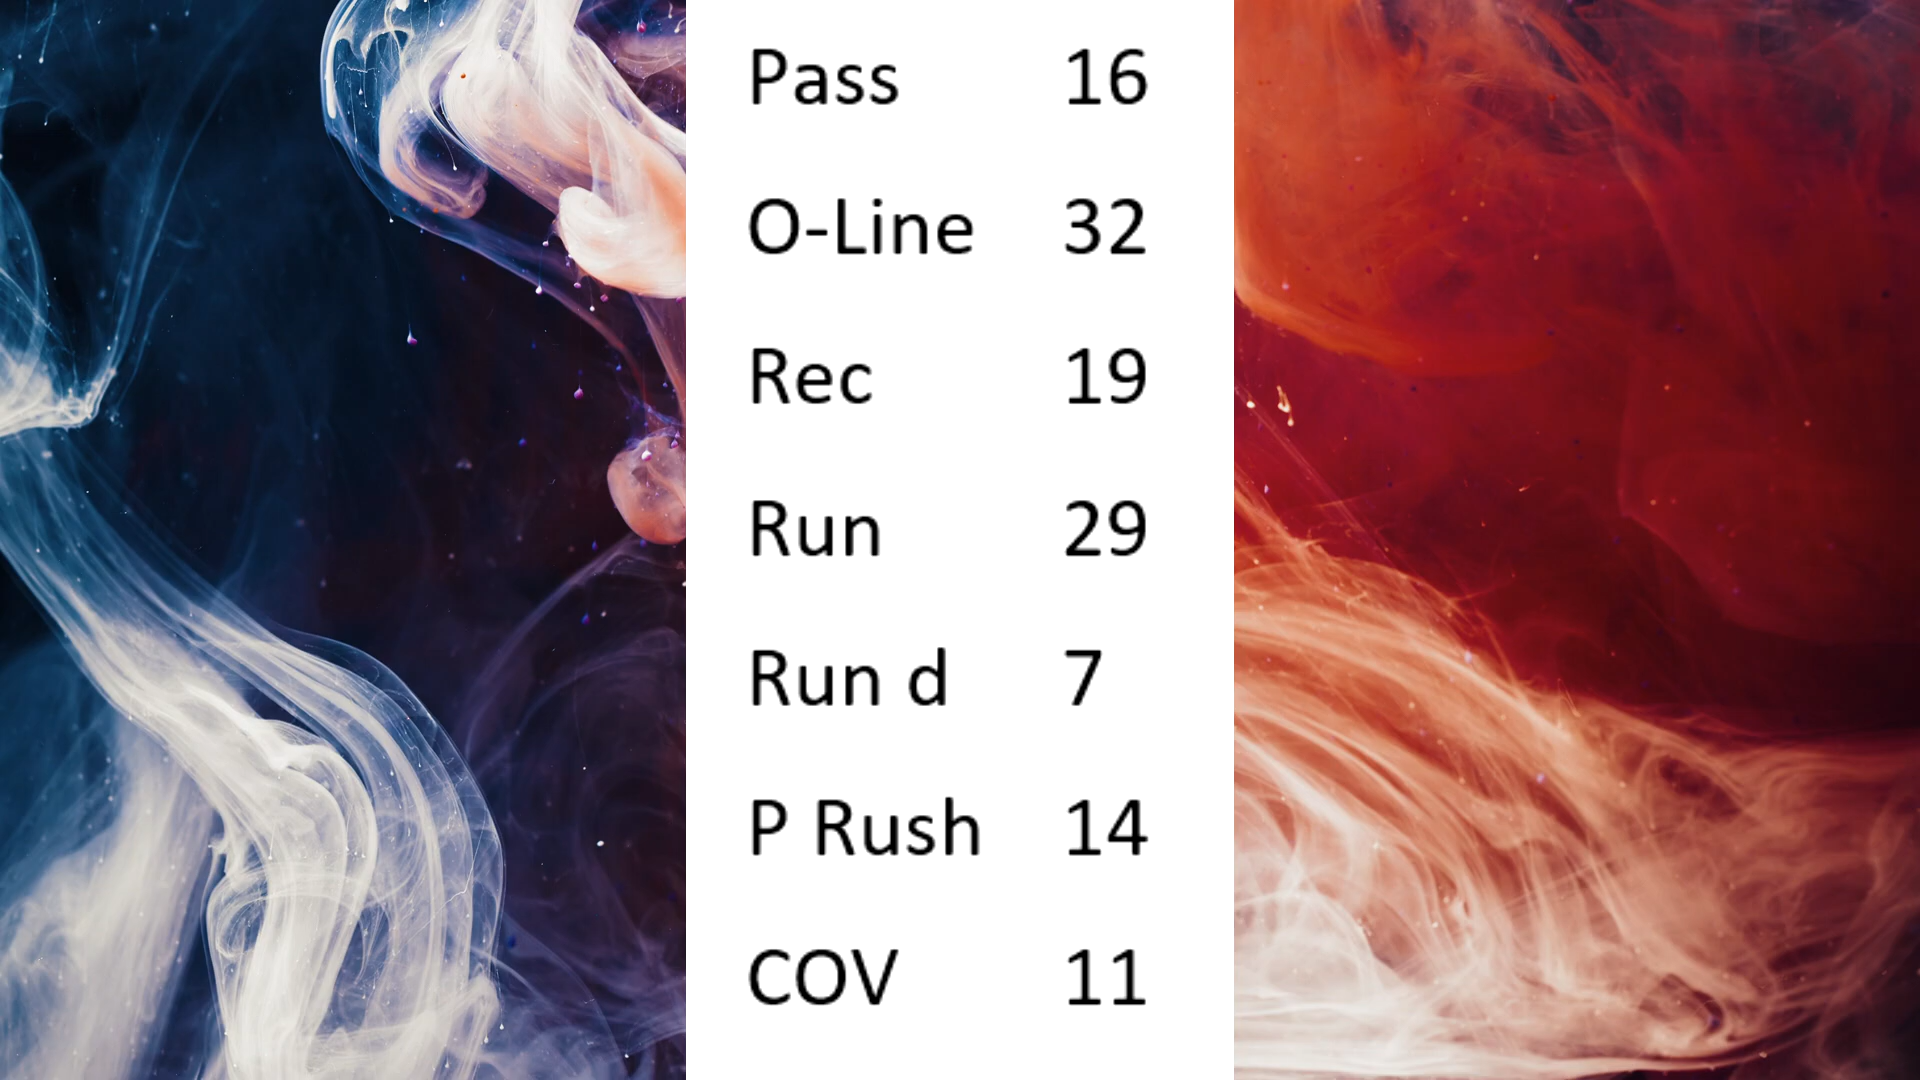 Pass 16
O-Line 32
Rec 19
Run 29
Run d 7
P Rush 14
COV 11